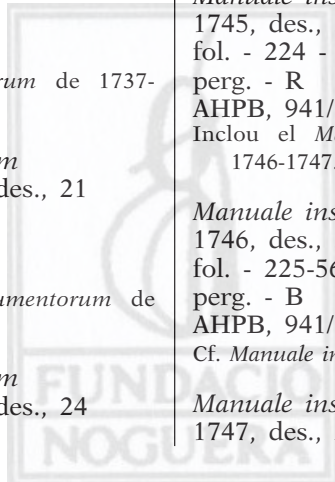 rum de 1737-
m
des., 21
umentorum de
m
des., 24
Manuale ins
1745, des.,
fol. - 224 -
perg. - R
AHPB, 941/
Inclou el M
1746-1747
Manuale ins
1746, des.,
fol. - 225-56
perg. - B
AHPB, 941/
Cf. Manuale in
Manuale ins
1747, des.,
FUNDACIÓ
NOGUERA